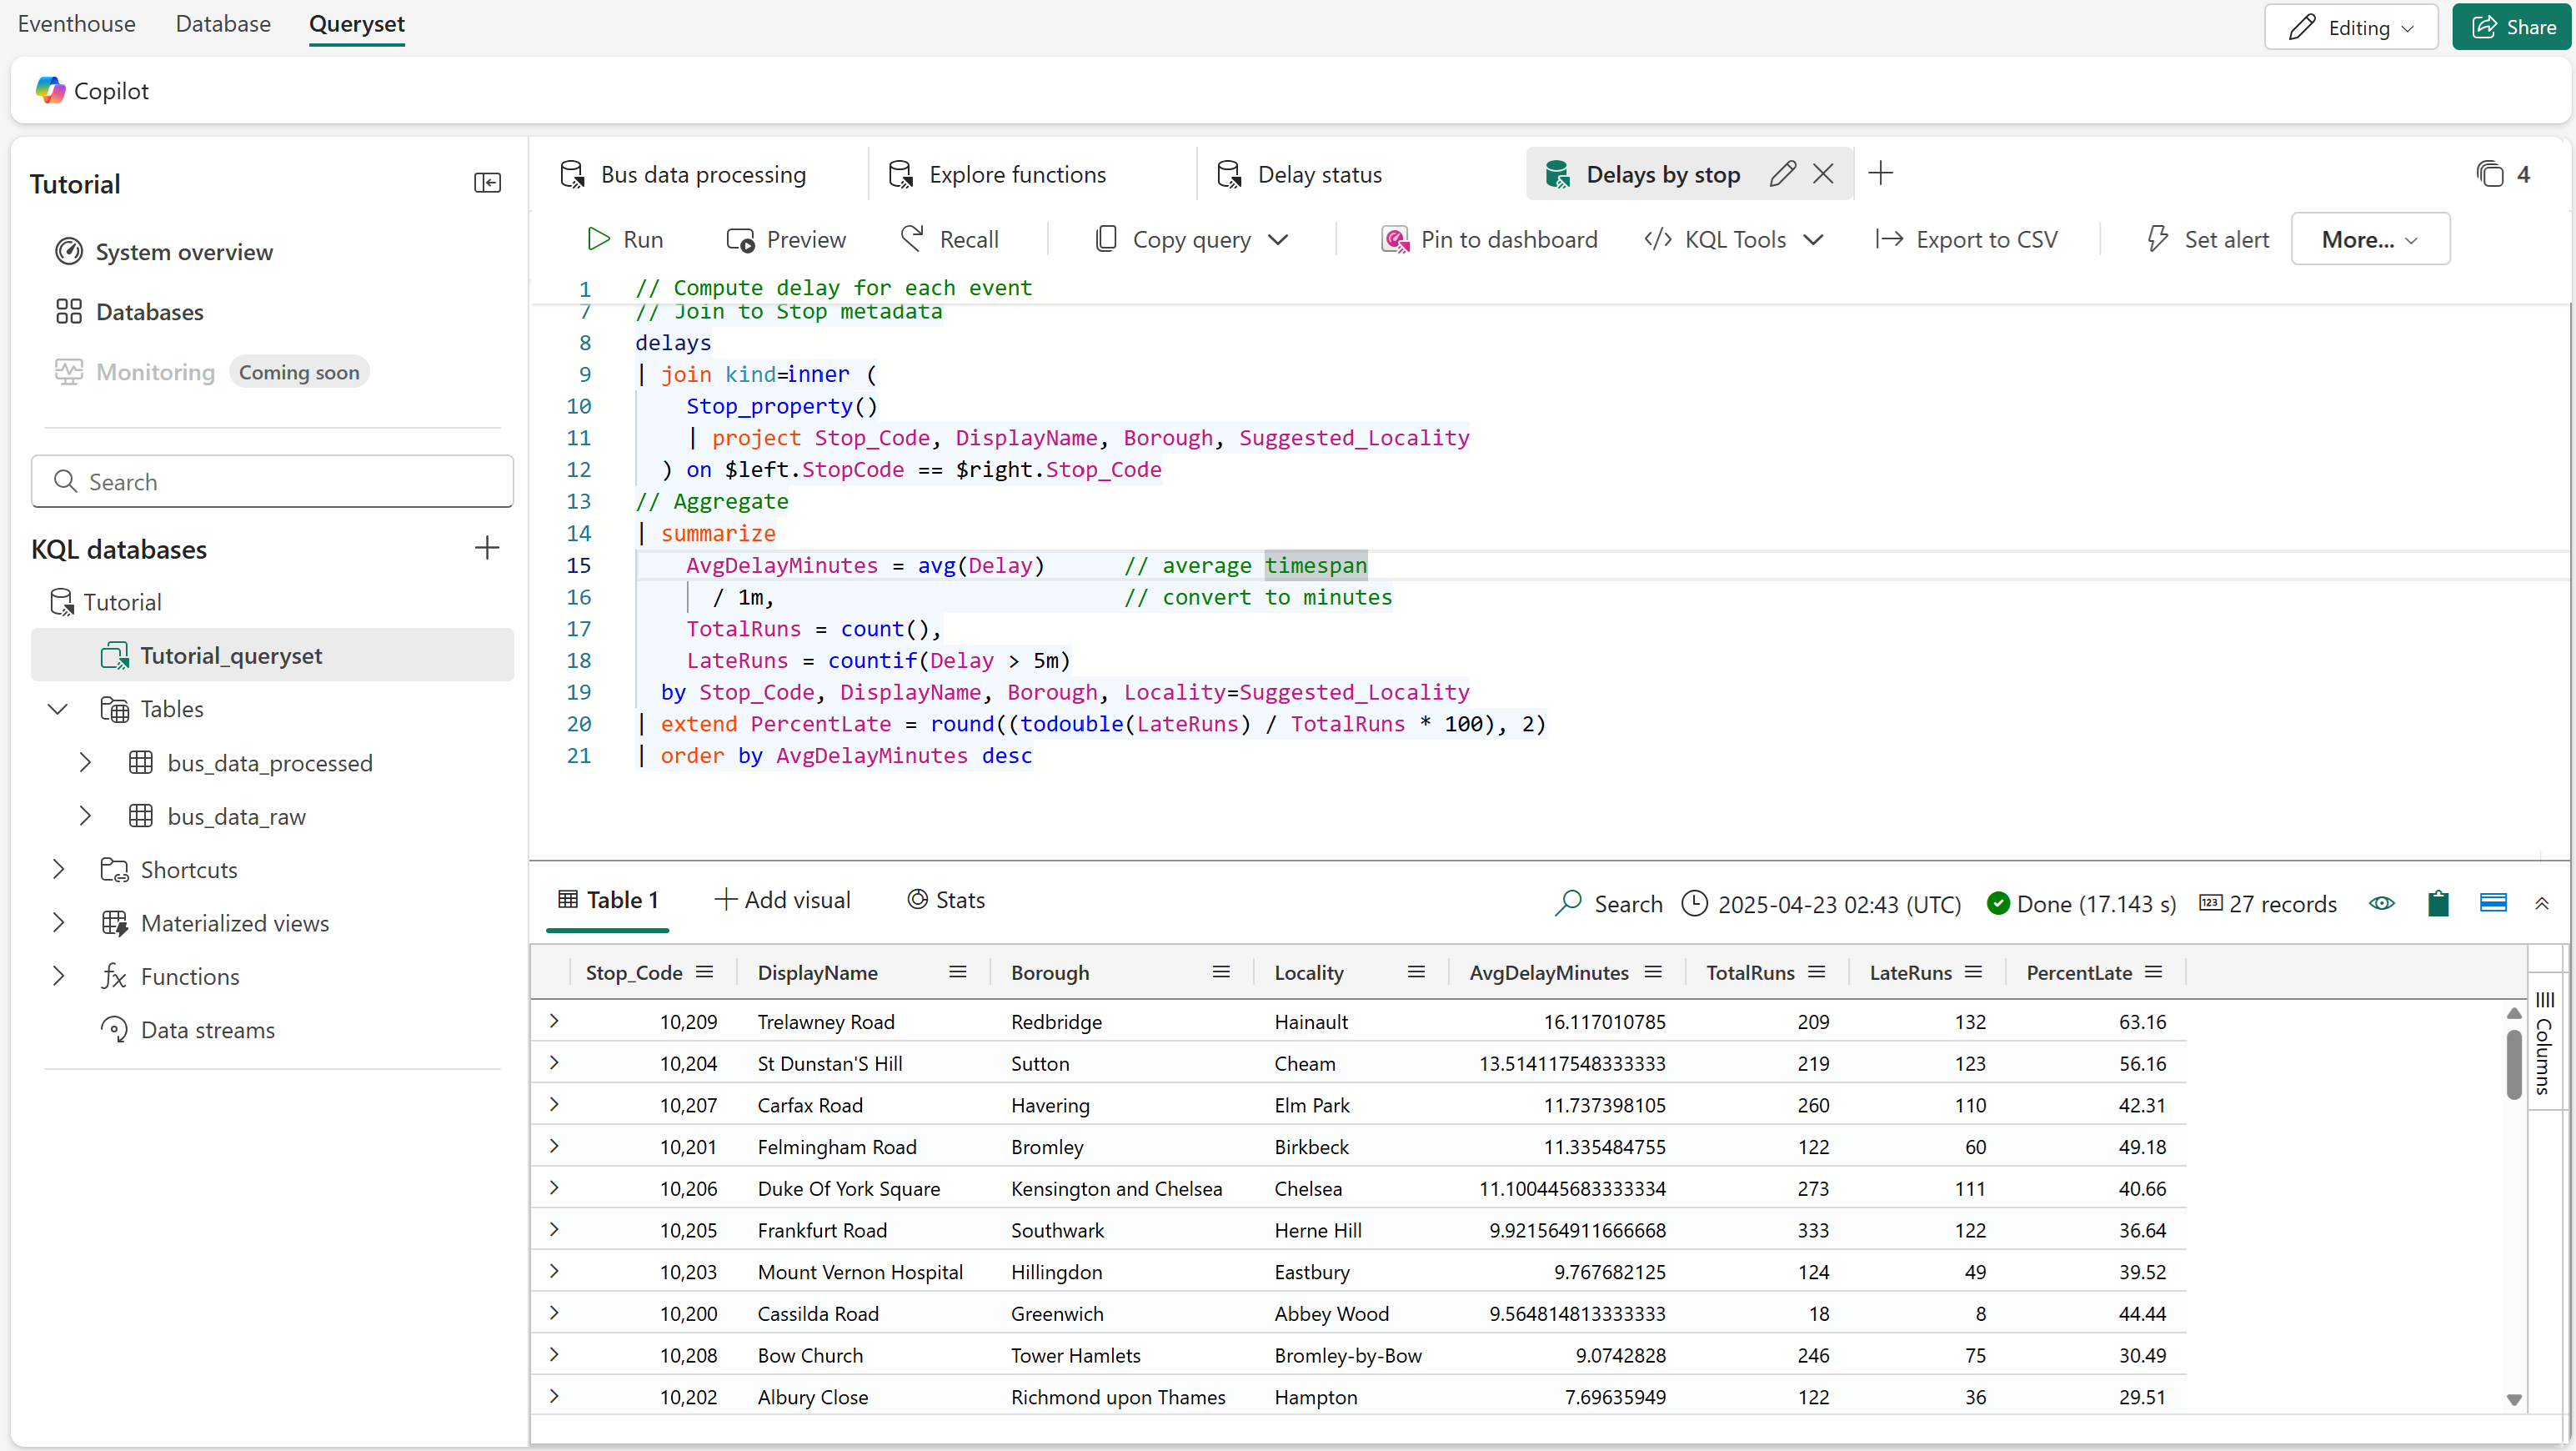 Eventhouse Database Queryset Editing Share
Copilot
Tutorial
System overview
Databases
Monitoring Coming soon
Search
KQL databases
Tutorial
Tutorial_queryset
Tables
bus_data_processed
bus_data_raw
Shortcuts
Materialized views
Functions
Data streams
Bus data processing Explore functions Delay status Delays by stop 4
Run Preview Recall Copy query Pin to dashboard KQL Tools Export to CSV Set alert More...
1 // Compute delay for each event
7 // Join to Stop metadata
8 delays
9 | join kind=inner (
10 Stop_property()
11 | project Stop_Code, DisplayName, Borough, Suggested_Locality
12 ) on $left.StopCode == $right.Stop_Code
13 // Aggregate
14 | summarize
15 AvgDelayMinutes = avg(Delay) // average timespan
16 / 1m, // convert to minutes
17 TotalRuns = count(),
18 LateRuns = countif(Delay > 5m)
19 by Stop_Code, DisplayName, Borough, Locality=Suggested_Locality
20 | extend PercentLate = round((todouble(LateRuns) / TotalRuns * 100), 2)
21 | order by AvgDelayMinutes desc
Table 1 Add visual Stats Search 2025-04-23 02:43 (UTC) Done (17.143 s) 123 27 records
Stop_Code DisplayName Borough Locality AvgDelayMinutes TotalRuns LateRuns PercentLate
10,209 Trelawney Road Redbridge Hainault 16.117010785 209 132 63.16
10,204 St Dunstan'S Hill Sutton Cheam 13.514117548333333 219 123 56.16
10,207 Carfax Road Havering Elm Park 11.737398105 260 110 42.31
10,201 Felmingham Road Bromley Birkbeck 11.335484755 122 60 49.18
10,206 Duke Of York Square Kensington and Chelsea Chelsea 11.100445683333334 273 111 40.66
10,205 Frankfurt Road Southwark Herne Hill 9.921564911666668 333 122 36.64
10,203 Mount Vernon Hospital Hillingdon Eastbury 9.767682125 124 49 39.52
10,200 Cassilda Road Greenwich Abbey Wood 9.564814813333333 18 8 44.44
10,208 Bow Church Tower Hamlets Bromley-by-Bow 9.0742828 246 75 30.49
10,202 Albury Close Richmond upon Thames Hampton 7.69635949 122 36 29.51
Columns